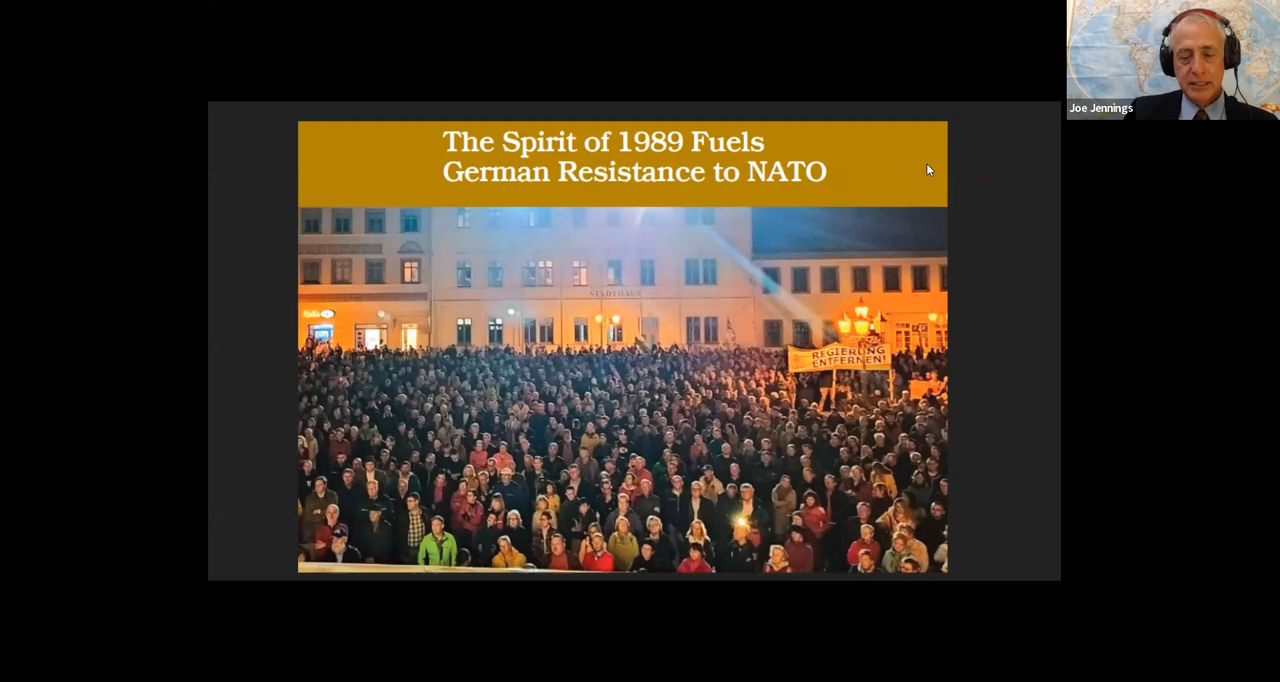 The Spirit of 1989 Fuels
German Resistance to NATO
Joe Jennings
STADTHAUS
REGIERUNG
ENTFERNEN!